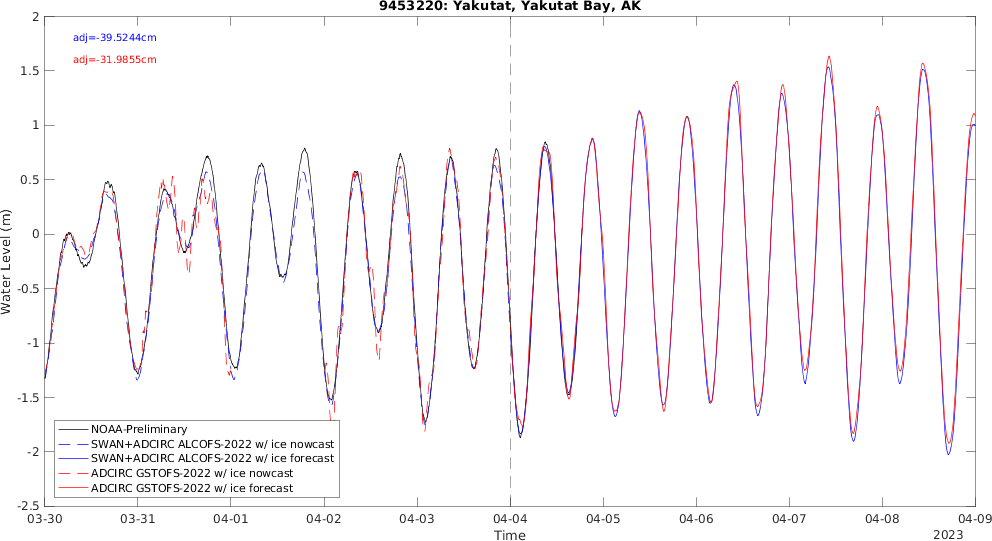 9453220: Yakutat, Yakutat Bay, AK
2
1.5
1
0.5
0
-0.5
-1
-1.5
-2
-2.5
Water Level (m)
adj=-39.5244cm
adj=-31.9855cm
NOAA-Preliminary
SWAN+ADCIRC ALCOFS-2022 w/ ice nowcast
SWAN+ADCIRC ALCOFS-2022 w/ ice forecast
ADCIRC GSTOFS-2022 w/ ice nowcast
ADCIRC GSTOFS-2022 w/ ice forecast
03-30 03-31 04-01 04-02 04-03 04-04 04-05 04-06 04-07 04-08 04-09
Time
2023